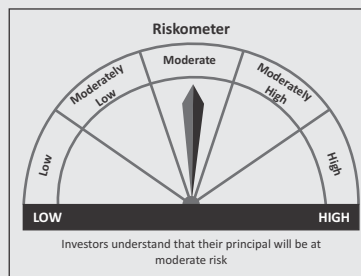 Riskometer
Low
Moderately
Low
Moderate
Moderately
High
High
LOW
HIGH
Investors understand that their principal will be at
moderate risk